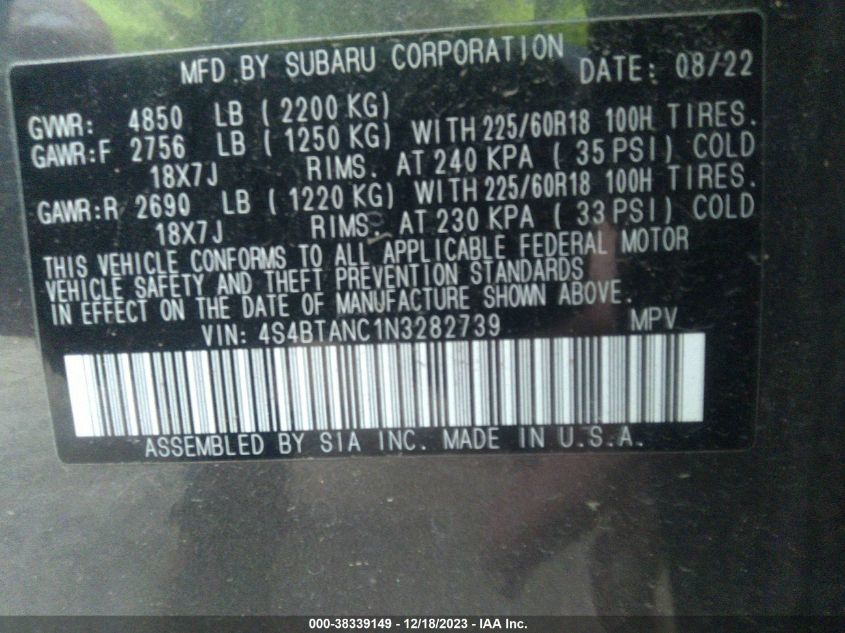 MFD BY SUBARU CORPORATION DATE: 08/22
GVWR: 4850 LB ( 2200 KG)
GAWR:F 2756 LB ( 1250 KG) WITH 225/60R18 100H TIRES.
18X7J RIMS. AT 240 KPA ( 35 PSI) COLD
GAWR:R 2690 LB ( 1220 KG) WITH 225/60R18 100H TIRES.
18X7J RIMS. AT 230 KPA ( 33 PSI) COLD
THIS VEHICLE CONFORMS TO ALL APPLICABLE FEDERAL MOTOR
VEHICLE SAFETY AND THEFT PREVENTION STANDARDS
IN EFFECT ON THE DATE OF MANUFACTURE SHOWN ABOVE.
VIN: 4S4BTANC1N3282739 MPV
ASSEMBLED BY SIA INC. MADE IN U.S.A.
000-38339149 - 12/18/2023 - IAA Inc.